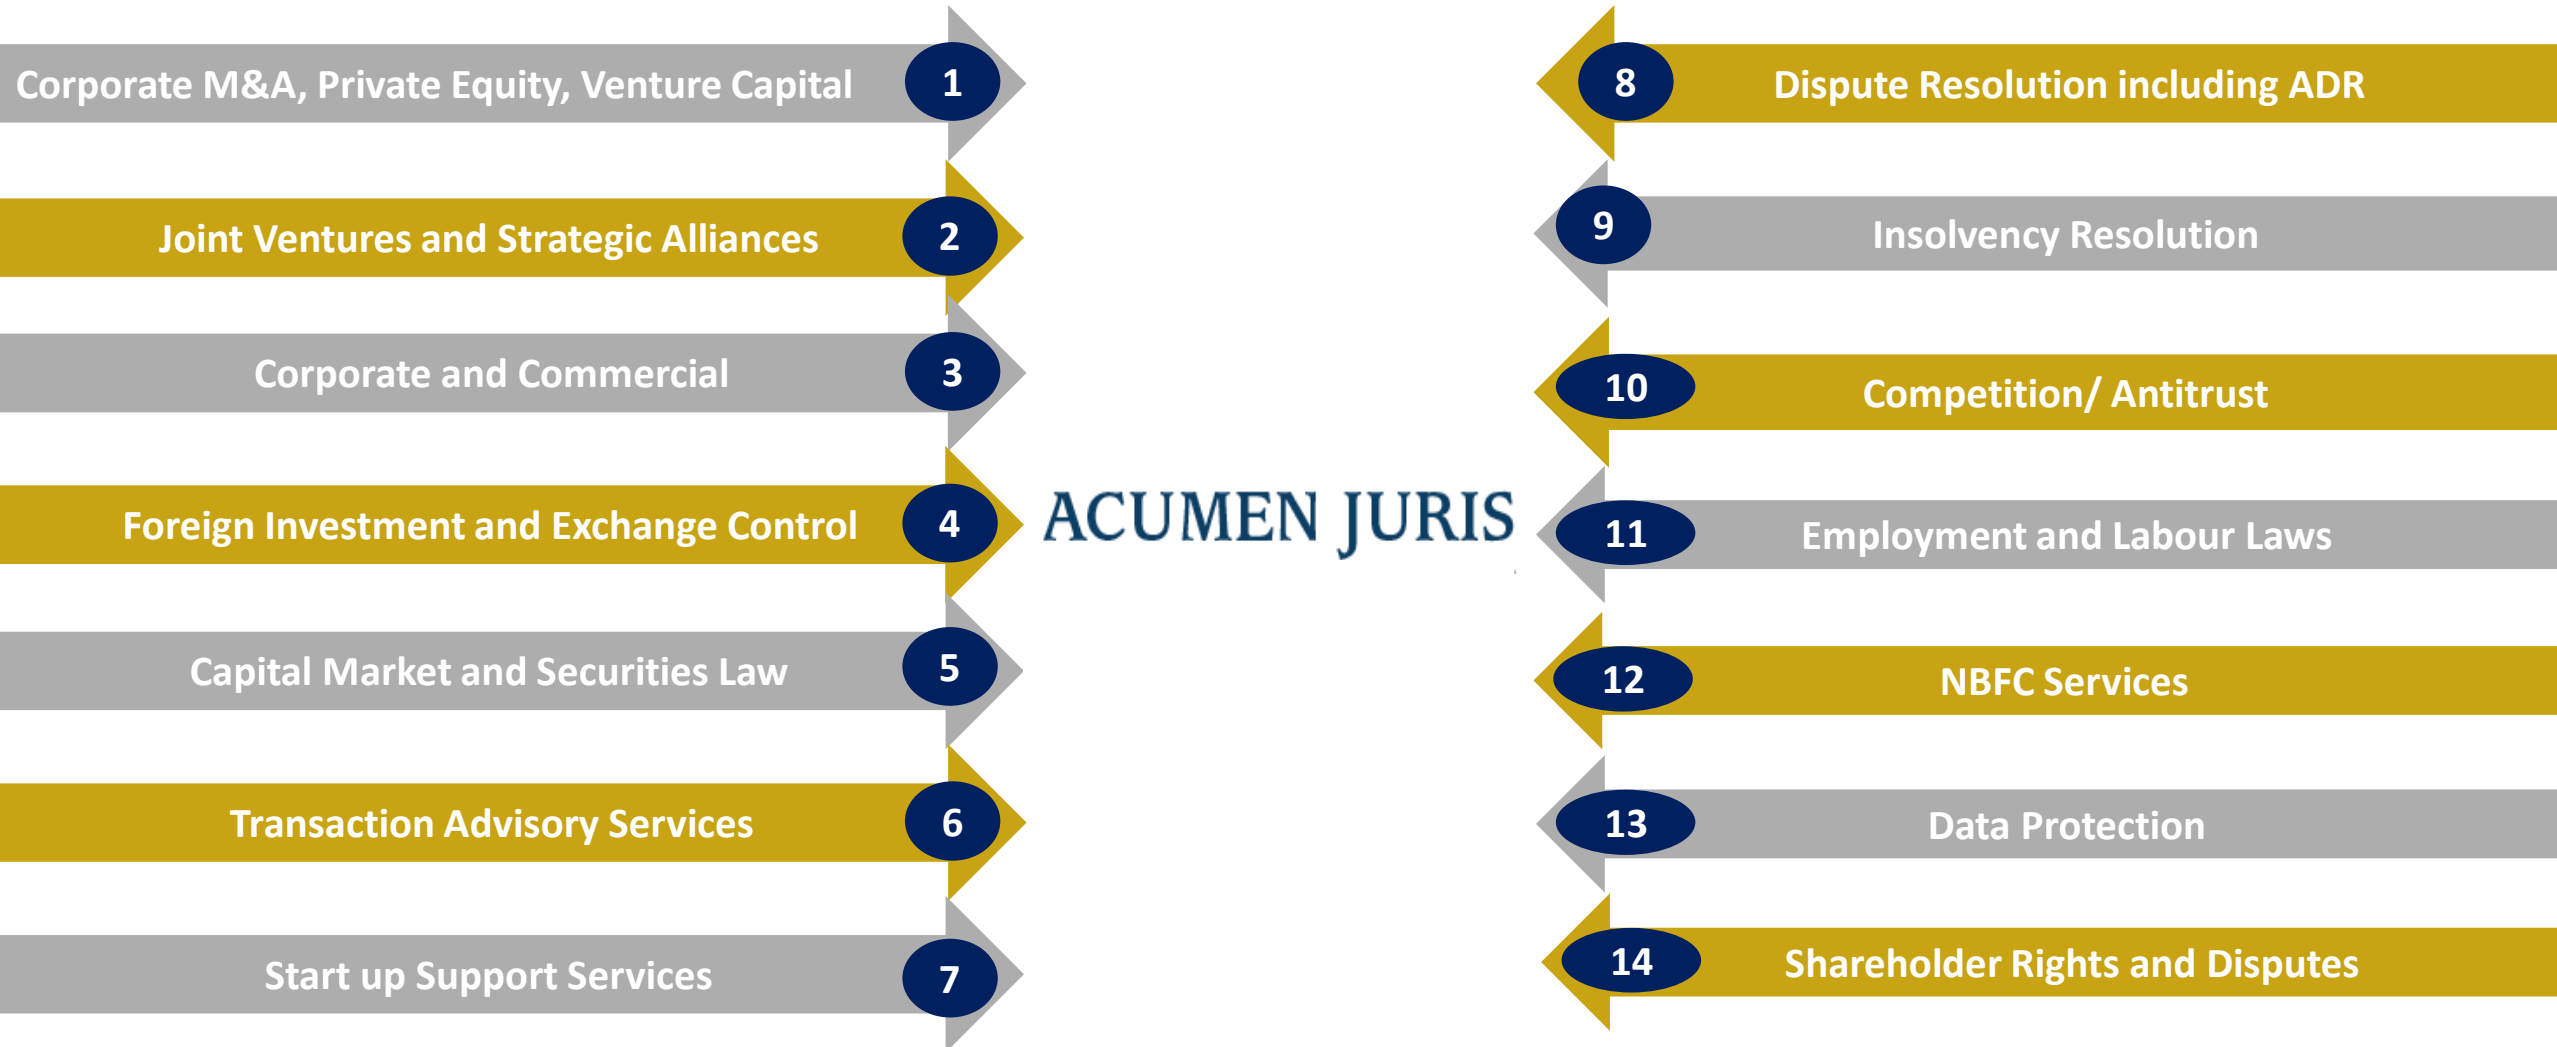 Corporate M&A, Private Equity, Venture Capital 1
Joint Ventures and Strategic Alliances 2
Corporate and Commercial 3
Foreign Investment and Exchange Control 4
Capital Market and Securities Law 5
Transaction Advisory Services 6
Start up Support Services 7
ACUMEN JURIS
8 Dispute Resolution including ADR
9 Insolvency Resolution
10 Competition/ Antitrust
11 Employment and Labour Laws
12 NBFC Services
13 Data Protection
14 Shareholder Rights and Disputes